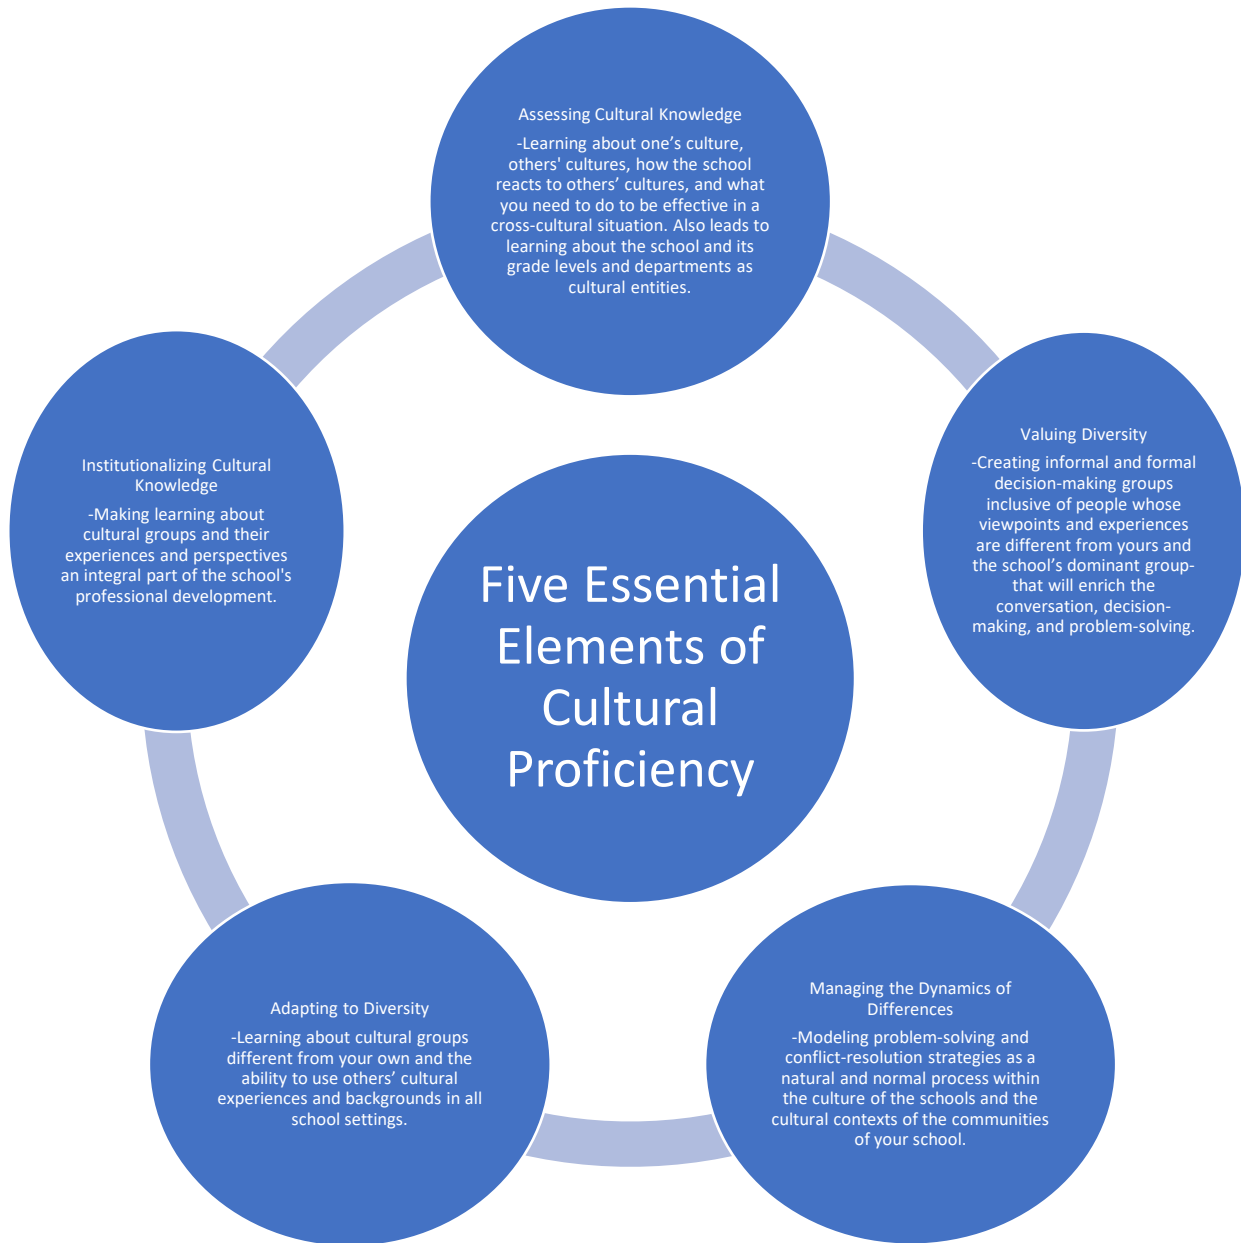 Assessing Cultural Knowledge
-Learning about one’s culture,
others' cultures, how the school
reacts to others’ cultures, and what
you need to do to be effective in a
cross-cultural situation. Also leads to
learning about the school and its
grade levels and departments as
cultural entities.
Valuing Diversity
-Creating informal and formal
decision-making groups
inclusive of people whose
viewpoints and experiences
are different from yours and
the school’s dominant group-
that will enrich the
conversation, decision-
making, and problem-solving.
Managing the Dynamics of
Differences
-Modeling problem-solving and
conflict-resolution strategies as a
natural and normal process within
the culture of the schools and the
cultural contexts of the communities
of your school.
Adapting to Diversity
-Learning about cultural groups
different from your own and the
ability to use others’ cultural
experiences and backgrounds in all
school settings.
Institutionalizing Cultural
Knowledge
-Making learning about
cultural groups and their
experiences and perspectives
an integral part of the school's
professional development.
Five Essential
Elements of
Cultural
Proficiency